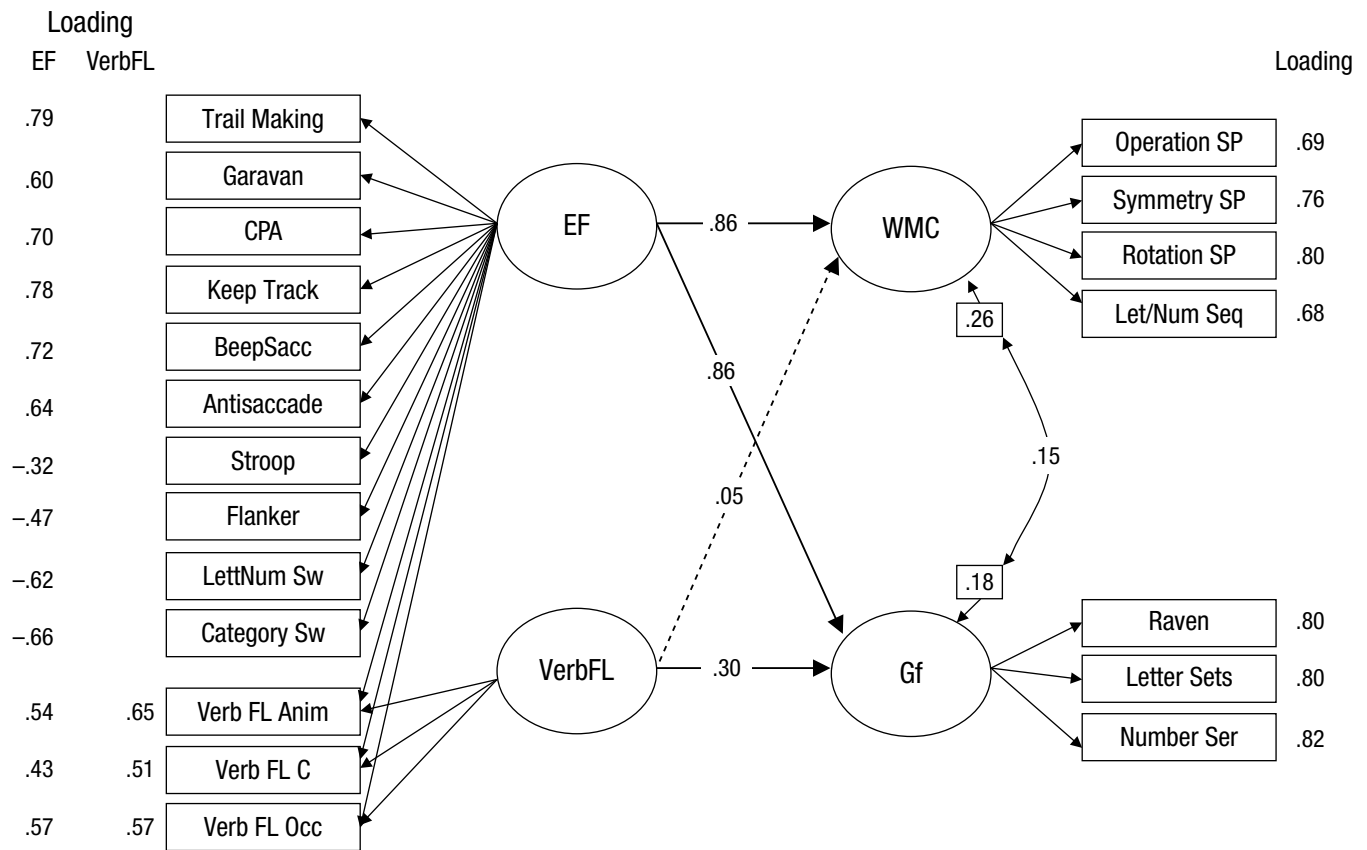 Loading
EF VerbFL
Loading
.79 Trail Making
.60 Garavan
.70 CPA
.78 Keep Track
.72 BeepSacc
.64 Antisaccade
–.32 Stroop
–.47 Flanker
–.62 LettNum Sw
–.66 Category Sw
.54 .65 Verb FL Anim
.43 .51 Verb FL C
.57 .57 Verb FL Occ
EF
VerbFL
.86
.86
.05
.30
WMC
Gf
.26
.15
.18
Operation SP .69
Symmetry SP .76
Rotation SP .80
Let/Num Seq .68
Raven .80
Letter Sets .80
Number Ser .82